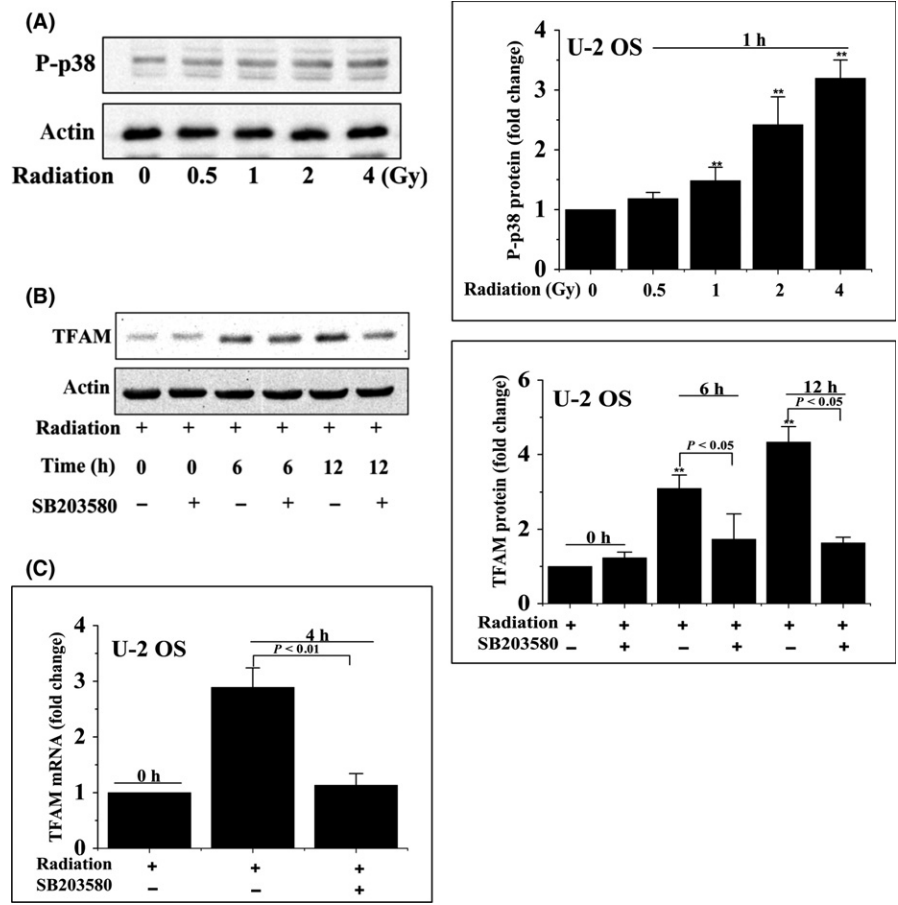 (A)
P-p38
Actin
Radiation 0 0.5 1 2 4 (Gy)
P-p38 protein (fold change)
4
3
2
1
0
U-2 OS
1 h
**
**
**
Radiation (Gy) 0 0.5 1 2 4
(B)
TFAM
Actin
Radiation + + + + + +
Time (h) 0 0 6 6 12 12
SB203580 – + – + – +
TFAM protein (fold change)
6
4
2
0
U-2 OS
0 h
6 h
12 h
P < 0.05
P < 0.05
**
**
Radiation + + + + + +
SB203580 – + – + – +
(C)
TFAM mRNA (fold change)
4
3
2
1
0
U-2 OS
0 h
4 h
P < 0.01
Radiation + + +
SB203580 – – +